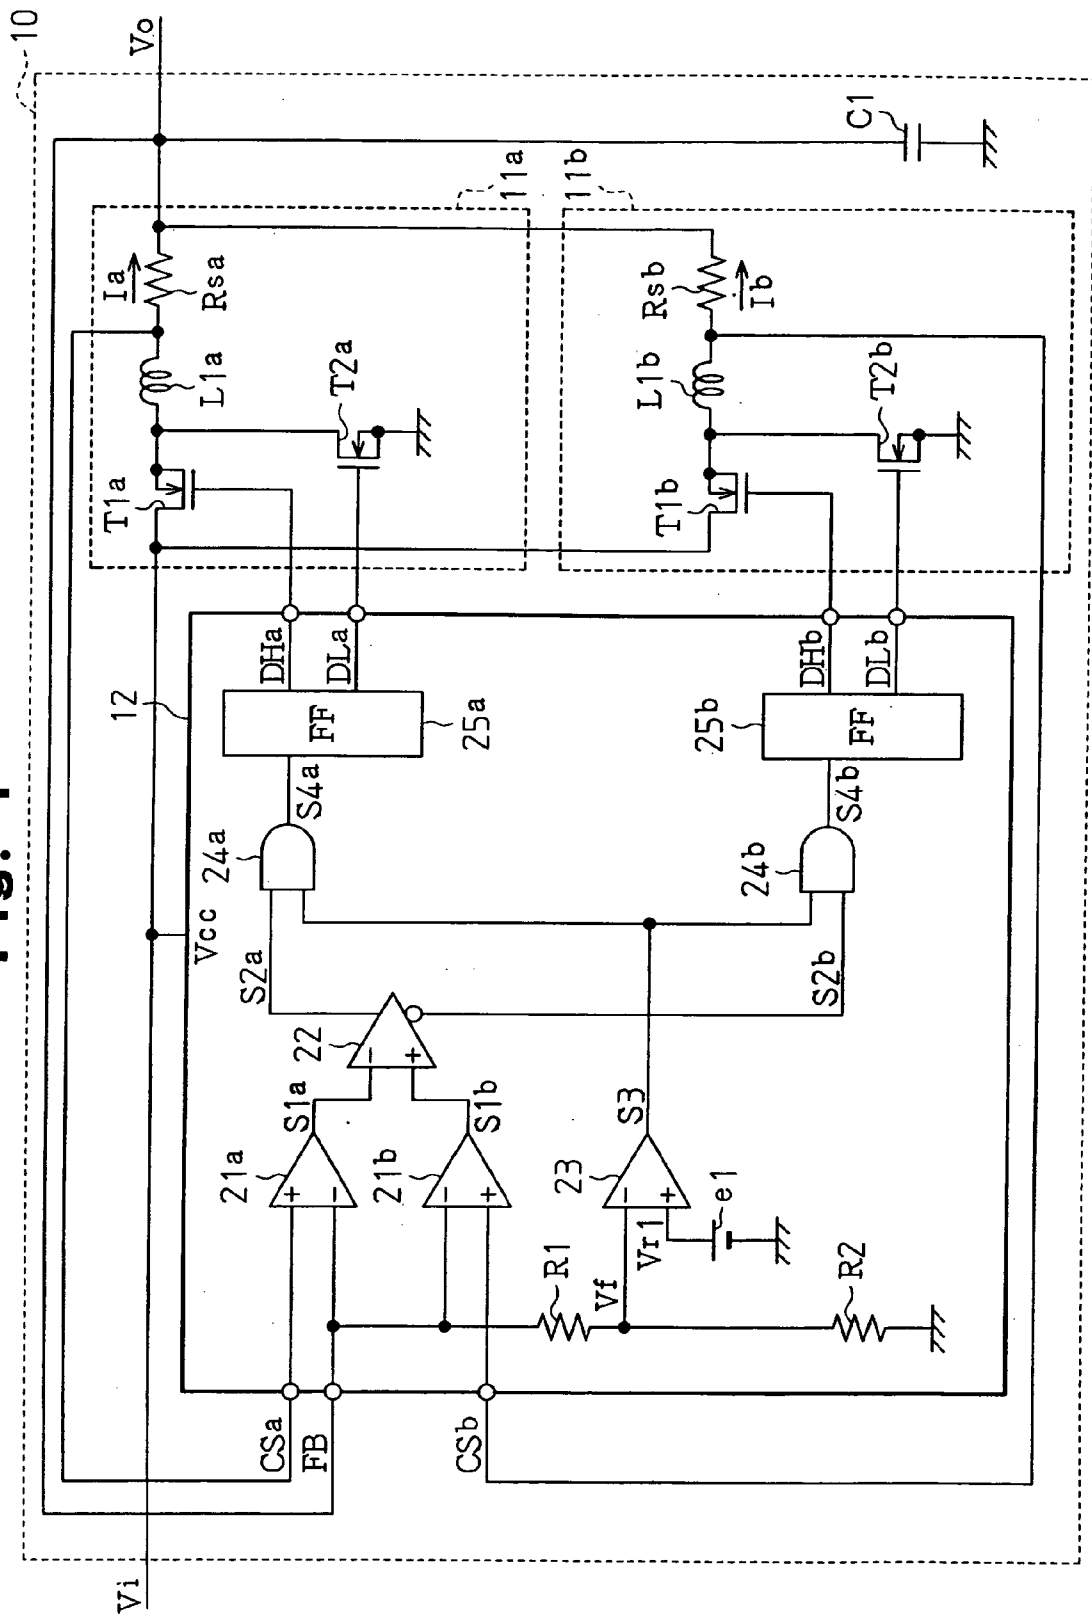 10
Vi
Vo
12
Vcc
T1a
L1a
Ia
Rsa
T2a
11a
11b
C1
CSa
FB
CSb
21a
+
-
S1a
21b
-
+
S1b
22
-
+
S2a
S2b
24a
S4a
FF
25a
DHa
DLa
R1
Vf
R2
23
-
+
Vr1
e1
S3
24b
S4b
FF
25b
DHb
DLb
T1b
L1b
Rsb
Ib
T2b